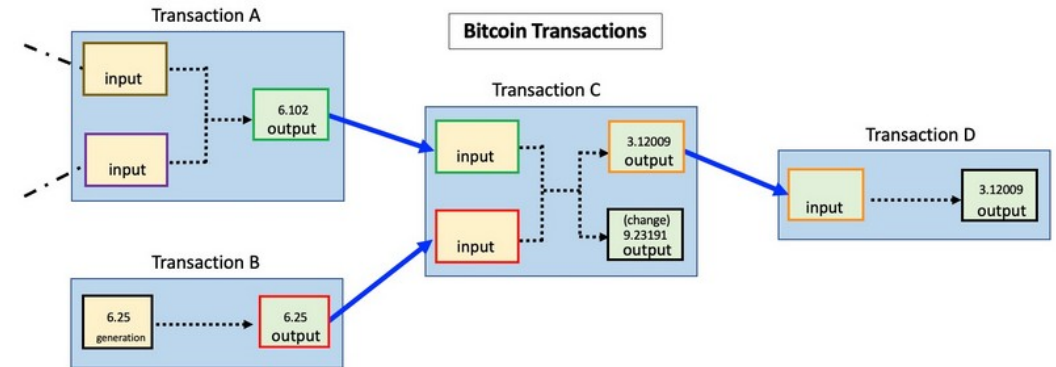 Transaction A
Bitcoin Transactions
input
6.102
output
input
Transaction B
6.25
generation
6.25
output
Transaction C
input
3.12009
output
input
(change)
9.23191
output
Transaction D
input
3.12009
output